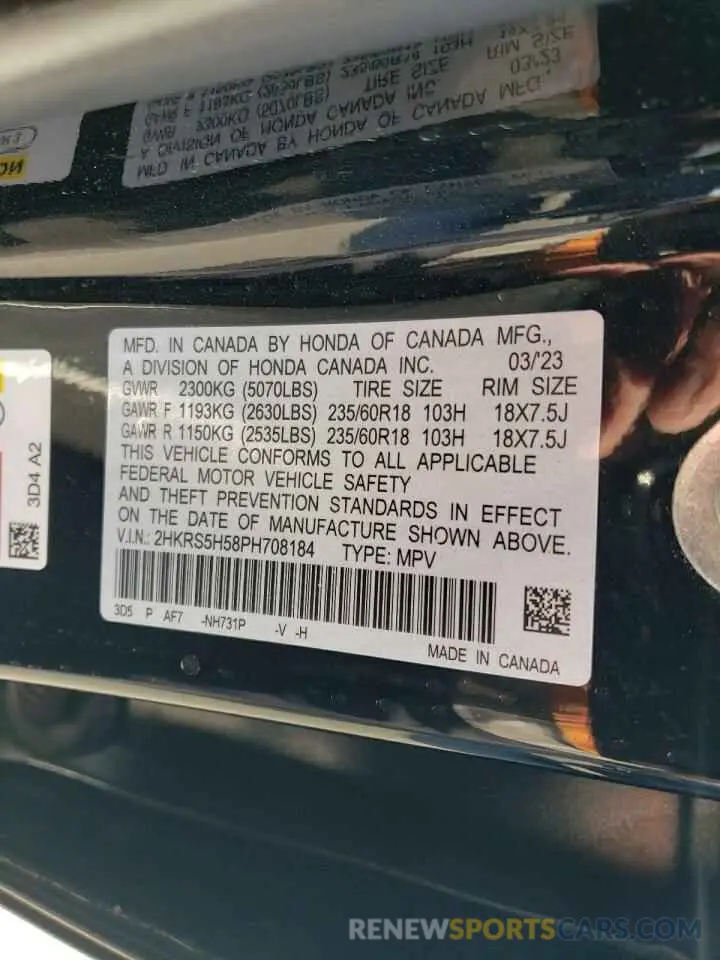 MFD. IN CANADA BY HONDA OF CANADA MFG.,
A DIVISION OF HONDA CANADA INC. 03/'23
GVWR 2300KG (5070LBS) TIRE SIZE RIM SIZE
GAWR F 1193KG (2630LBS) 235/60R18 103H 18X7.5J
GAWR R 1150KG (2535LBS) 235/60R18 103H 18X7.5J
THIS VEHICLE CONFORMS TO ALL APPLICABLE
FEDERAL MOTOR VEHICLE SAFETY
AND THEFT PREVENTION STANDARDS IN EFFECT
ON THE DATE OF MANUFACTURE SHOWN ABOVE.
V.I.N.: 2HKRS5H58PH708184 TYPE: MPV
3D5 P AF7 -NH731P -V -H
MADE IN CANADA
3D4 A2
RENEWSPORTSCARS.COM